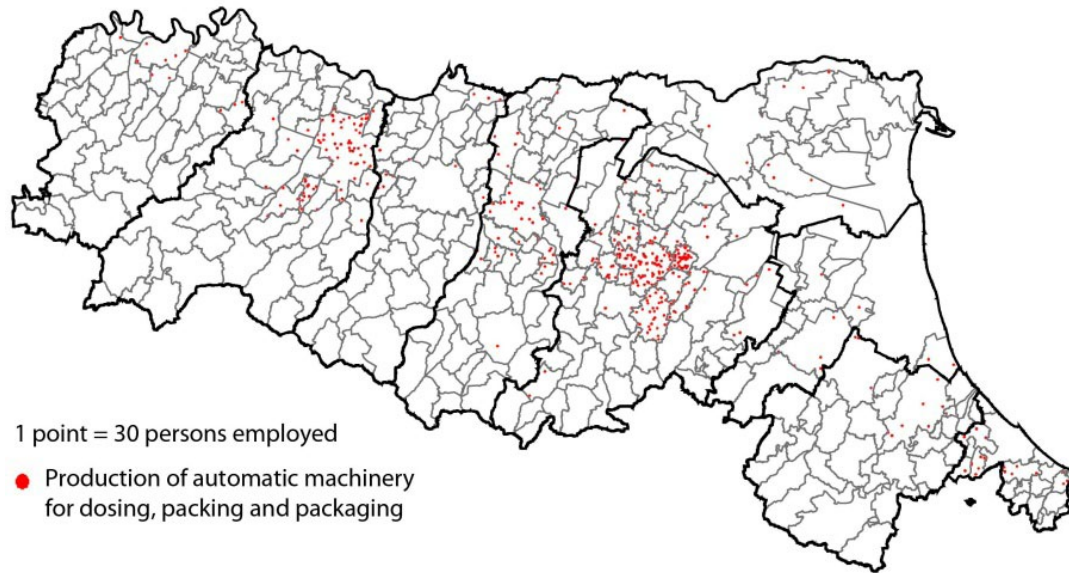 1 point = 30 persons employed
Production of automatic machinery
for dosing, packing and packaging